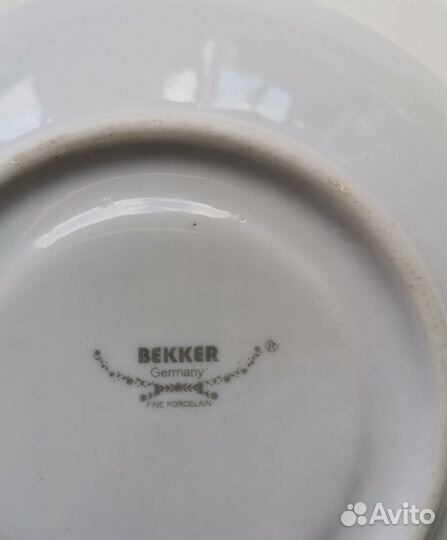 BEKKER ®
Germany
FINE PORCELAIN
Avito